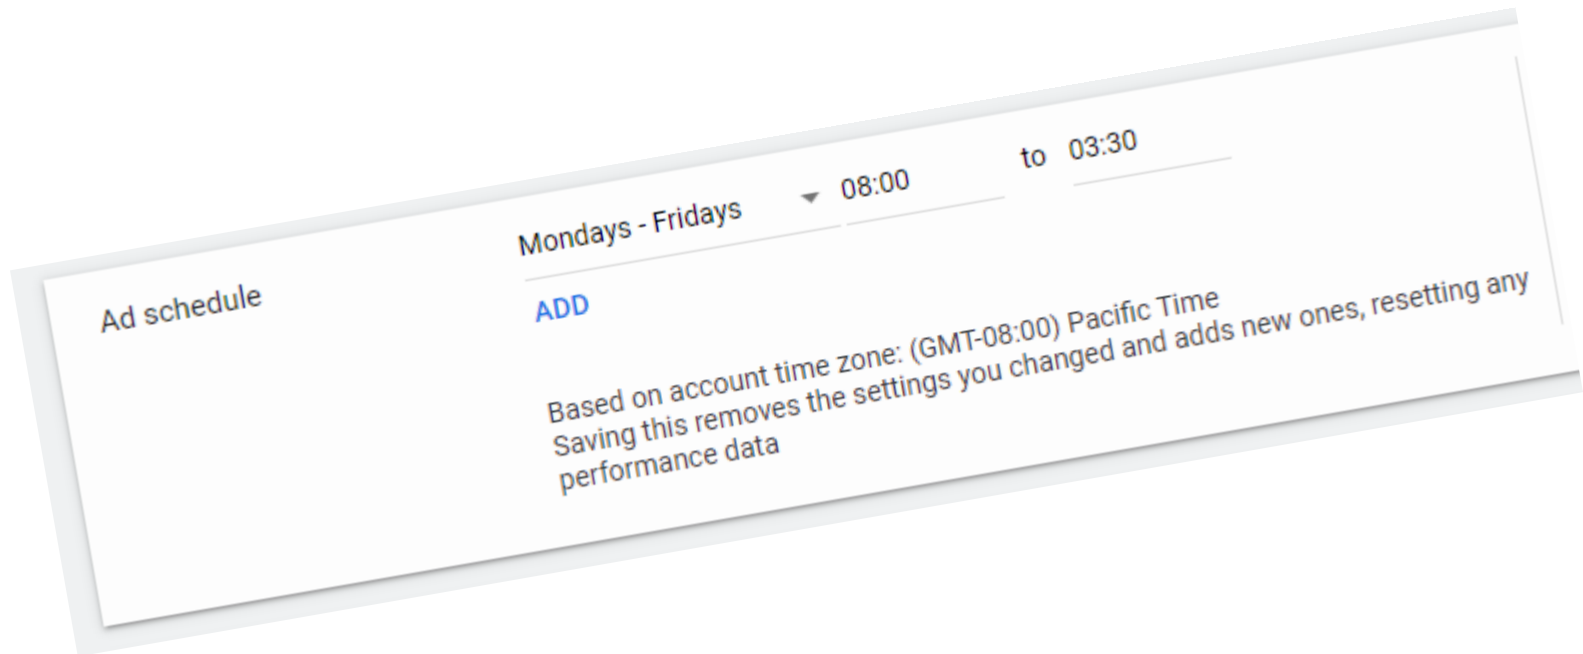 Ad schedule
Mondays - Fridays 08:00 to 03:30
ADD
Based on account time zone: (GMT-08:00) Pacific Time
Saving this removes the settings you changed and adds new ones, resetting any
performance data